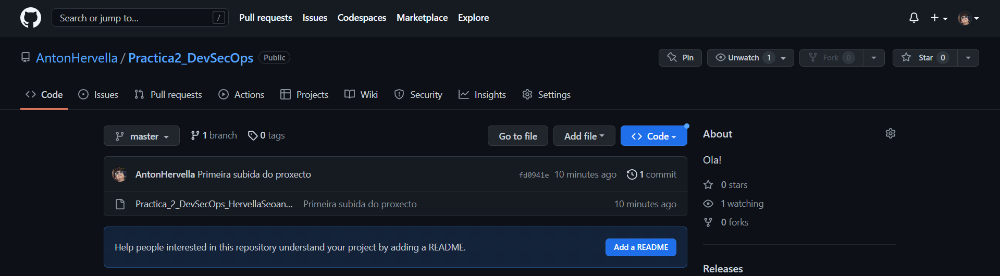 Search or jump to... /
Pull requests Issues Codespaces Marketplace Explore
AntonHervella / Practica2_DevSecOps Public
Pin Unwatch 1 Fork 0 Star 0
Code Issues Pull requests Actions Projects Wiki Security Insights Settings
master 1 branch 0 tags Go to file Add file Code
AntonHervella Primeira subida do proxecto fd0941e 10 minutes ago 1 commit
Practica_2_DevSecOps_HervellaSeoan... Primeira subida do proxecto 10 minutes ago
Help people interested in this repository understand your project by adding a README. Add a README
About
Ola!
0 stars
1 watching
0 forks
Releases